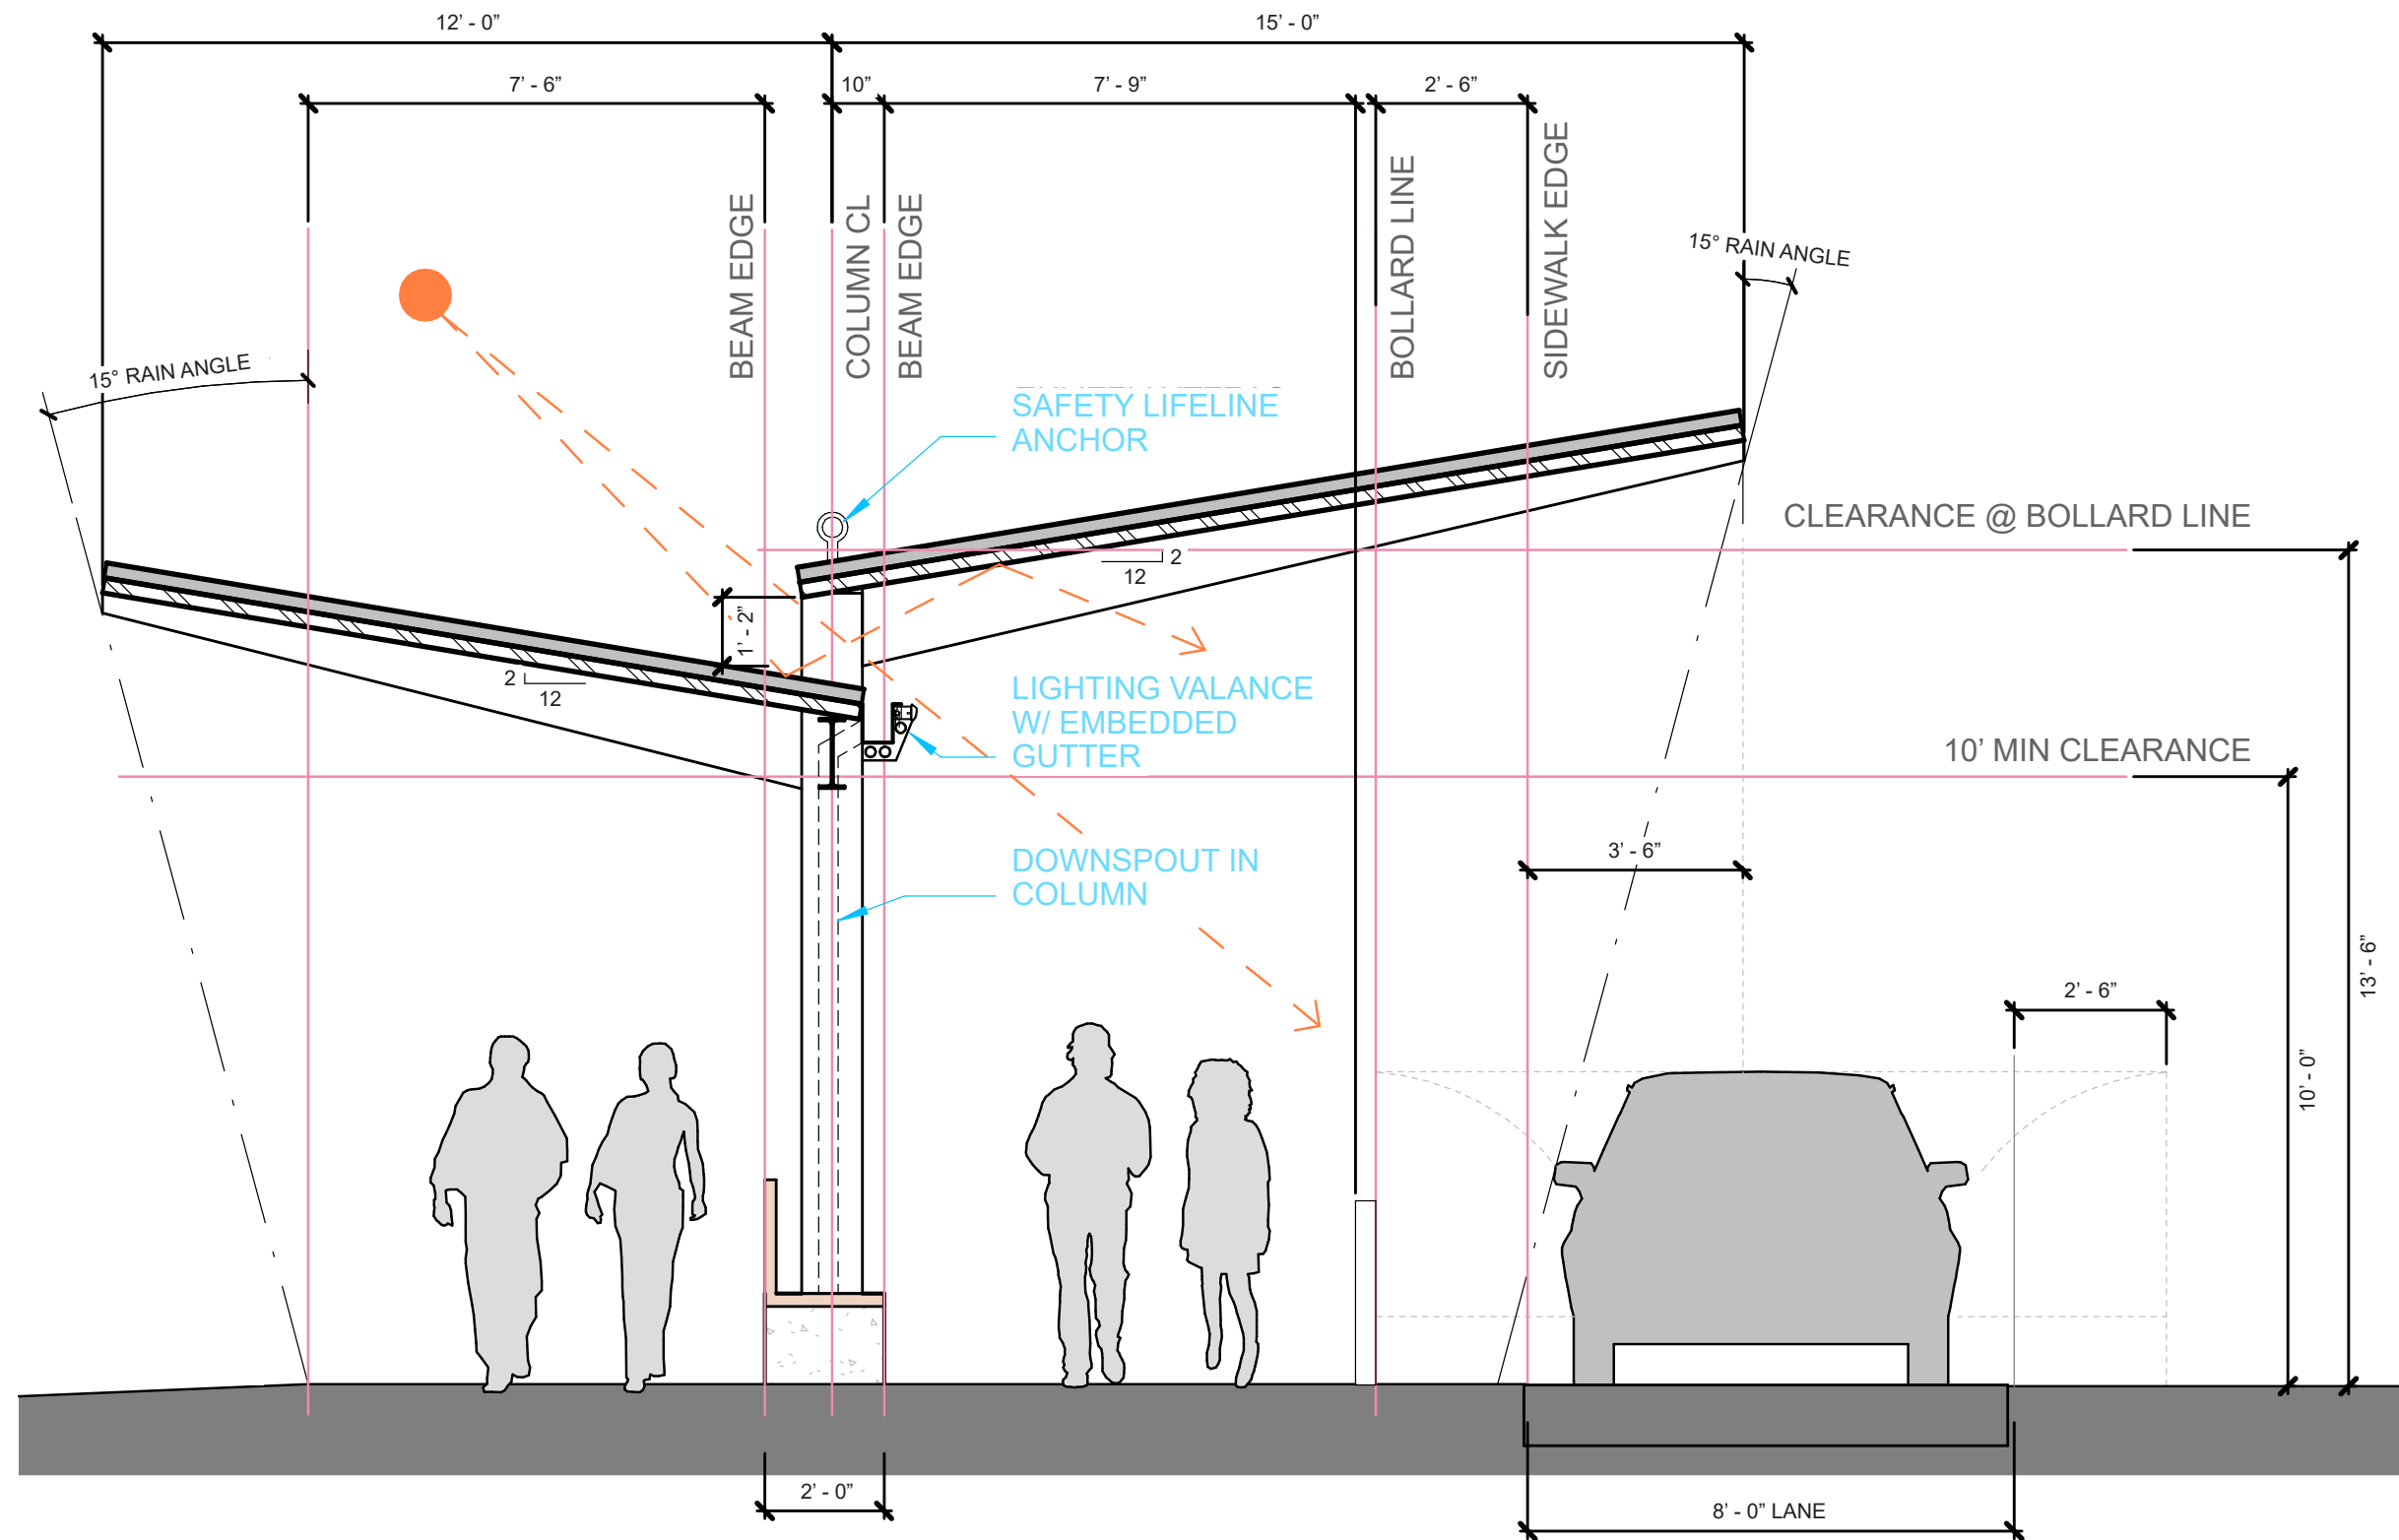 12’ - 0”
15’ - 0”
7’ - 6”
10”
7’ - 9”
2’ - 6”
BEAM EDGE
COLUMN CL
BEAM EDGE
BOLLARD LINE
SIDEWALK EDGE
15° RAIN ANGLE
15° RAIN ANGLE
SAFETY LIFELINE
ANCHOR
CLEARANCE @ BOLLARD LINE
2
12
1’ - 2”
2
12
LIGHTING VALANCE
W/ EMBEDDED
GUTTER
10’ MIN CLEARANCE
DOWNSPOUT IN
COLUMN
3’ - 6”
13’ - 6”
2’ - 6”
10’ - 0”
2’ - 0”
8’ - 0” LANE